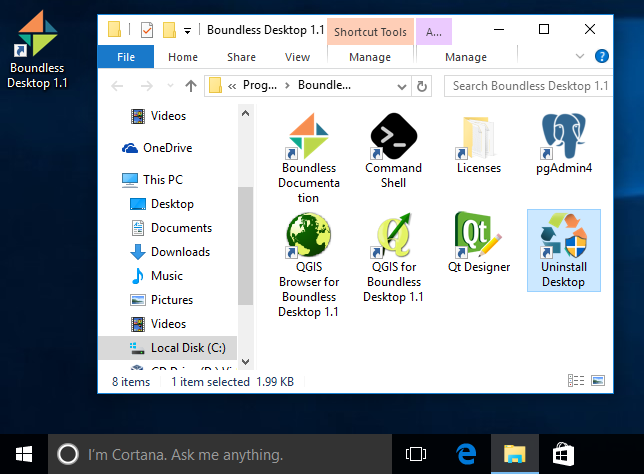 Boundless
Desktop 1.1
Boundless Desktop 1.1
Shortcut Tools
A...
File
Home
Share
View
Manage
Manage
Prog...
Boundle...
Search Boundless Desktop 1.1
Videos
OneDrive
This PC
Desktop
Documents
Downloads
Music
Pictures
Videos
Local Disk (C:)
Boundless
Documenta
tion
Command
Shell
Licenses
pgAdmin4
QGIS
Browser for
Boundless
Desktop 1.1
QGIS for
Boundless
Desktop 1.1
Qt
Qt Designer
Uninstall
Desktop
8 items
1 item selected
1.99 KB
I'm Cortana. Ask me anything.